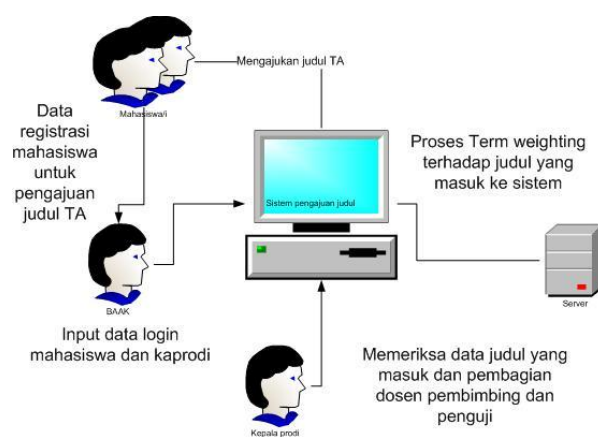 Mengajukan judul TA
Mahasiswa/i
Data
registrasi
mahasiswa
untuk
pengajuan
judul TA
Proses Term weighting
terhadap judul yang
masuk ke sistem
Sistem pengajuan judul
BAAK
Server
Input data login
mahasiswa dan kaprodi
Memeriksa data judul yang
masuk dan pembagian
dosen pembimbing dan
penguji
Kepala prodi